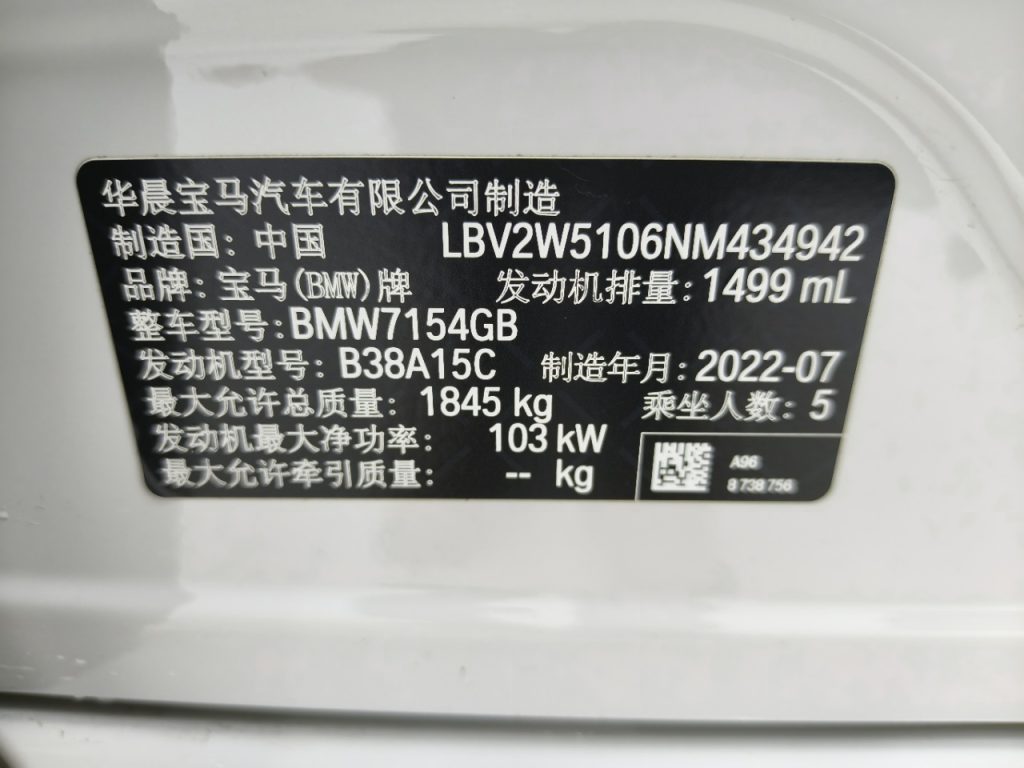 华晨宝马汽车有限公司制造
制造国: 中国 LBV2W5106NM434942
品牌: 宝马(BMW)牌 发动机排量: 1499 mL
整车型号: BMW7154GB
发动机型号: B38A15C 制造年月: 2022-07
最大允许总质量: 1845 kg 乘坐人数: 5
发动机最大净功率: 103 kW
最大允许牵引质量: -- kg
A96
8 738 756